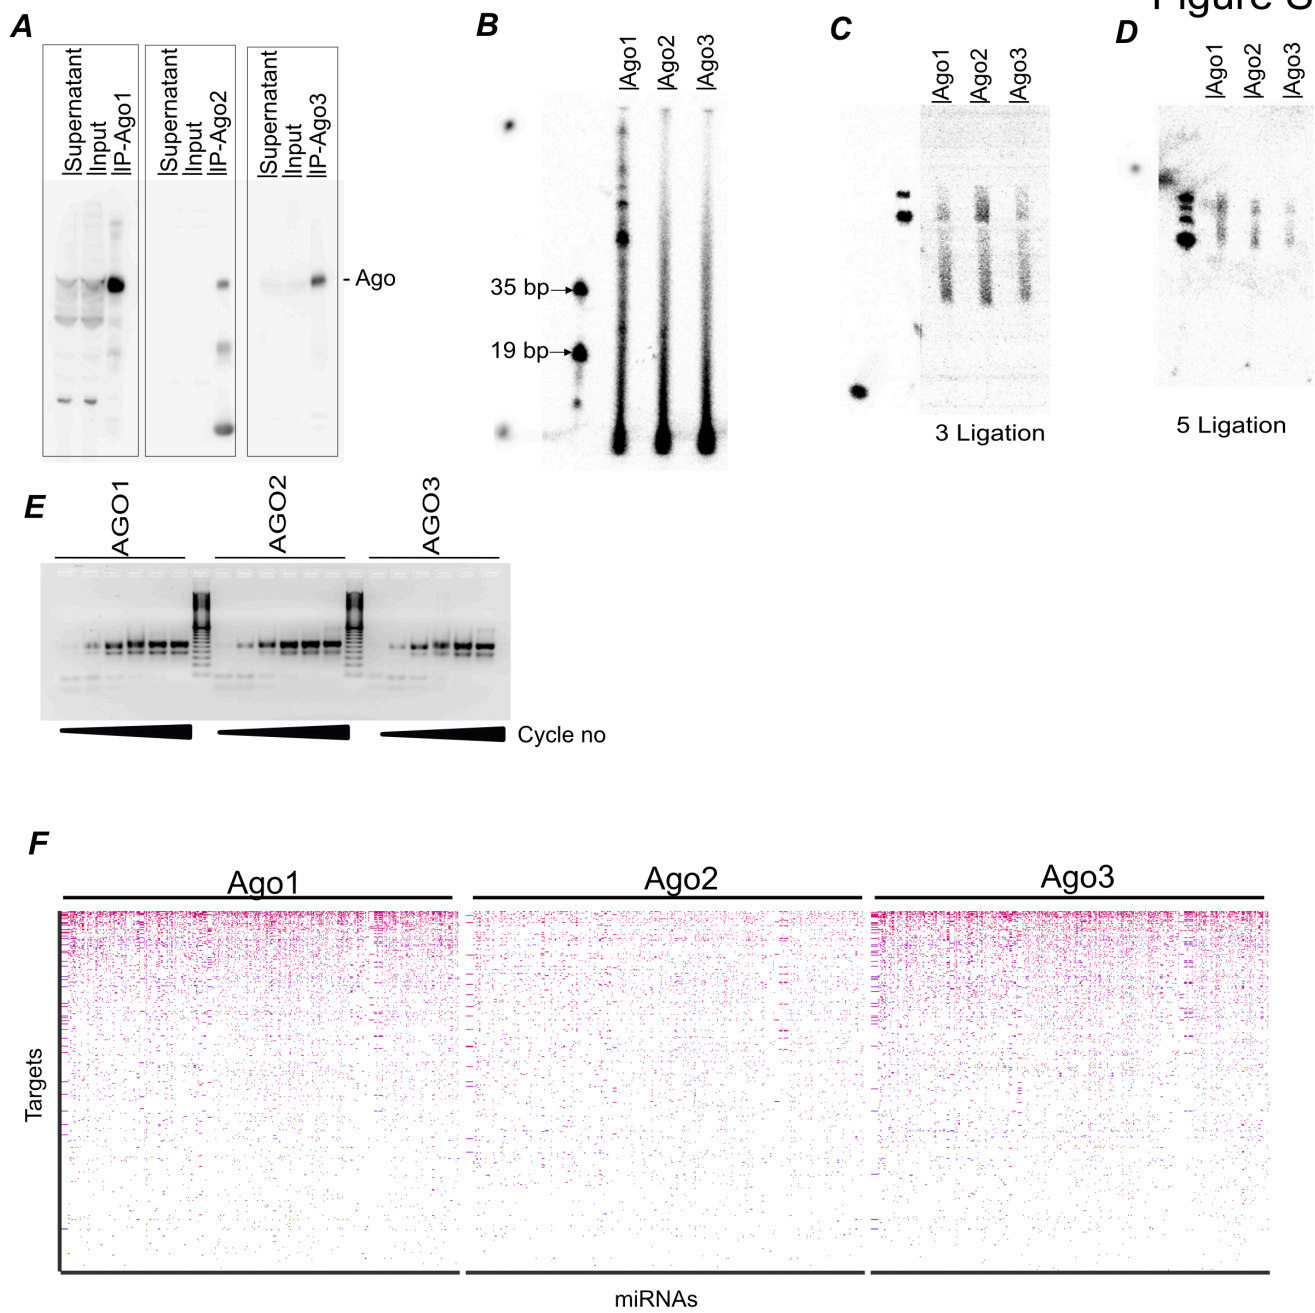 Figure S
A
|Supernatant
|Input
|IP-Ago1
|Supernatant
|Input
|IP-Ago2
|Supernatant
|Input
|IP-Ago3
- Ago
B
|Ago1
|Ago2
|Ago3
35 bp
19 bp
C
|Ago1
|Ago2
|Ago3
3 Ligation
D
|Ago1
|Ago2
|Ago3
5 Ligation
E
AGO1
AGO2
AGO3
Cycle no
F
Ago1
Ago2
Ago3
Targets
miRNAs